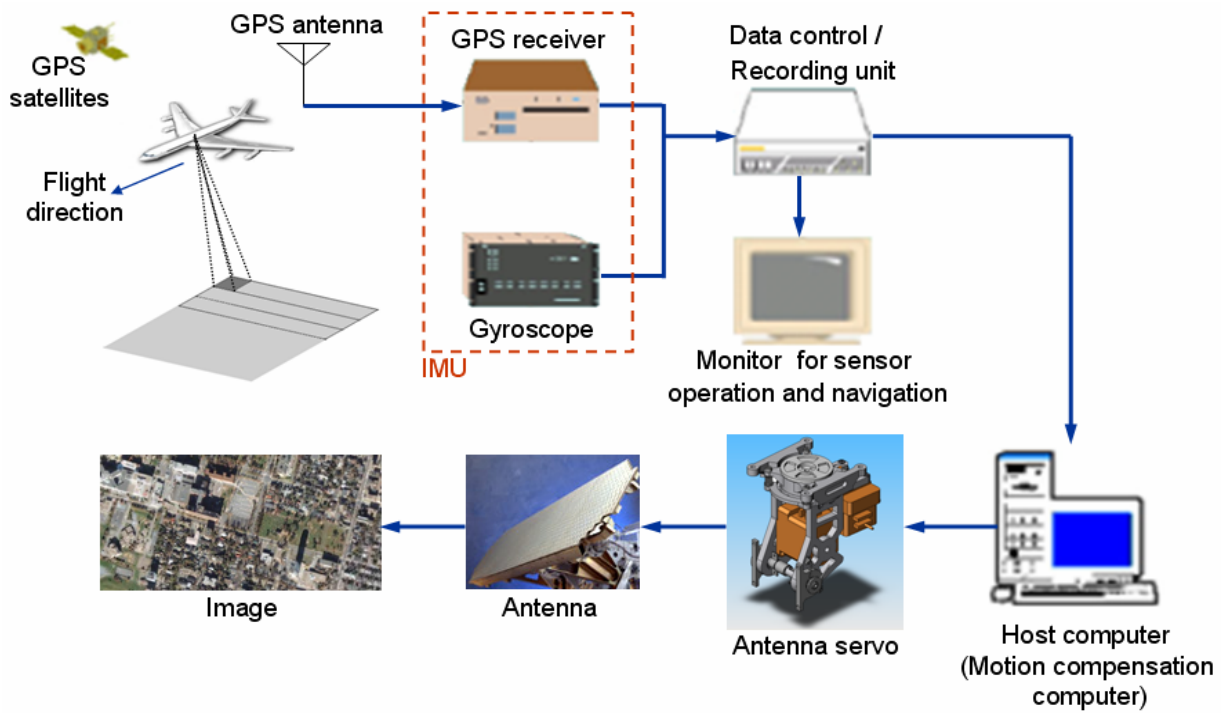 GPS antenna
GPS
satellites
Flight
direction
GPS receiver
Gyroscope
IMU
Data control /
Recording unit
Monitor for sensor
operation and navigation
Image
Antenna
Antenna servo
Host computer
(Motion compensation
computer)